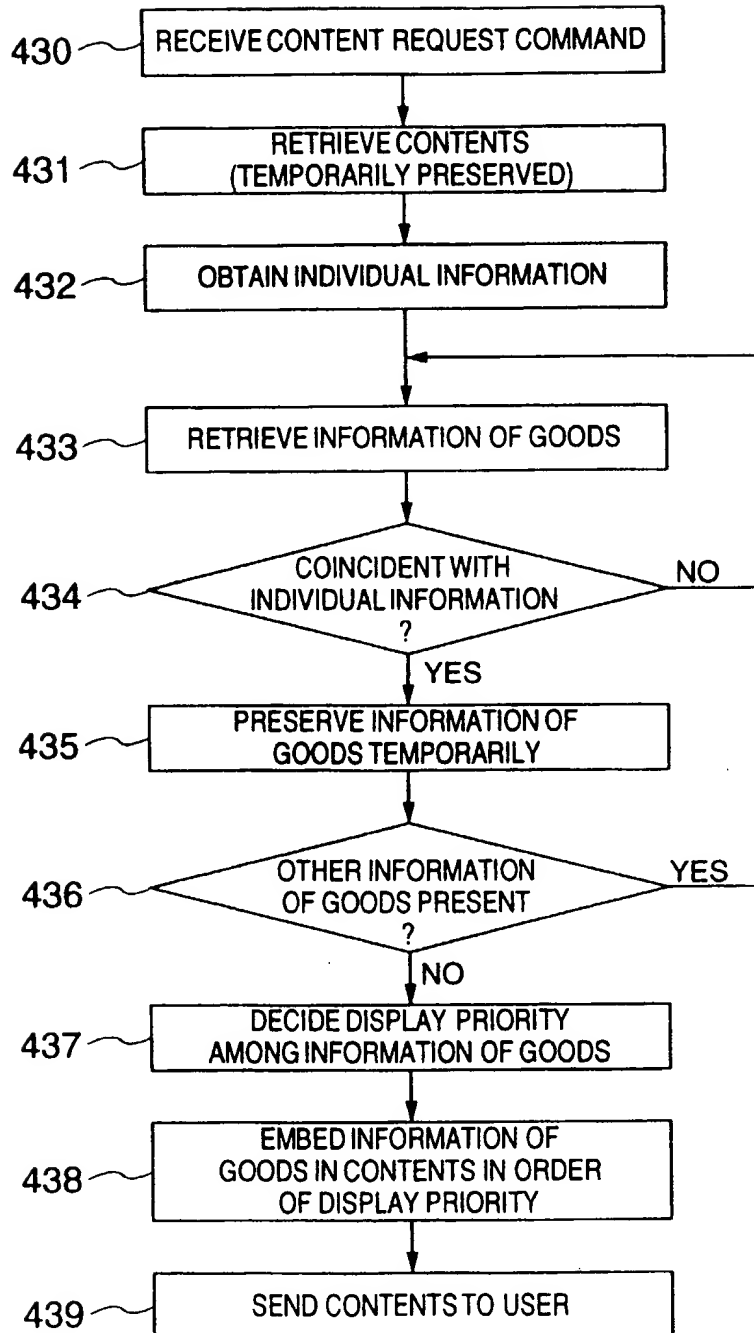 430
RECEIVE CONTENT REQUEST COMMAND
431
RETRIEVE CONTENTS
(TEMPORARILY PRESERVED)
432
OBTAIN INDIVIDUAL INFORMATION
433
RETRIEVE INFORMATION OF GOODS
434
COINCIDENT WITH
INDIVIDUAL INFORMATION
?
NO
YES
435
PRESERVE INFORMATION OF
GOODS TEMPORARILY
436
OTHER INFORMATION
OF GOODS PRESENT
?
YES
NO
437
DECIDE DISPLAY PRIORITY
AMONG INFORMATION OF GOODS
438
EMBED INFORMATION OF
GOODS IN CONTENTS IN ORDER
OF DISPLAY PRIORITY
439
SEND CONTENTS TO USER